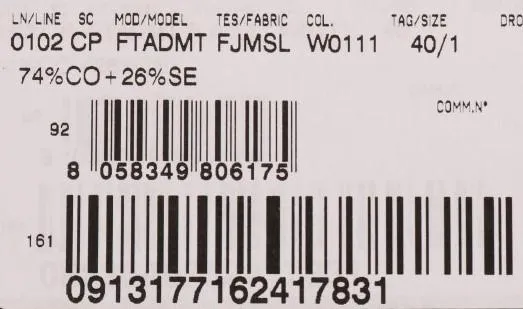 LN/LINE SC MOD/MODEL TES/FABRIC COL. TAG/SIZE DRO
0102 CP FTADMT FJMSL W0111 40/1
74%CO+26%SE
COMM.N°
92
8 058349 806175
161
0913177162417831